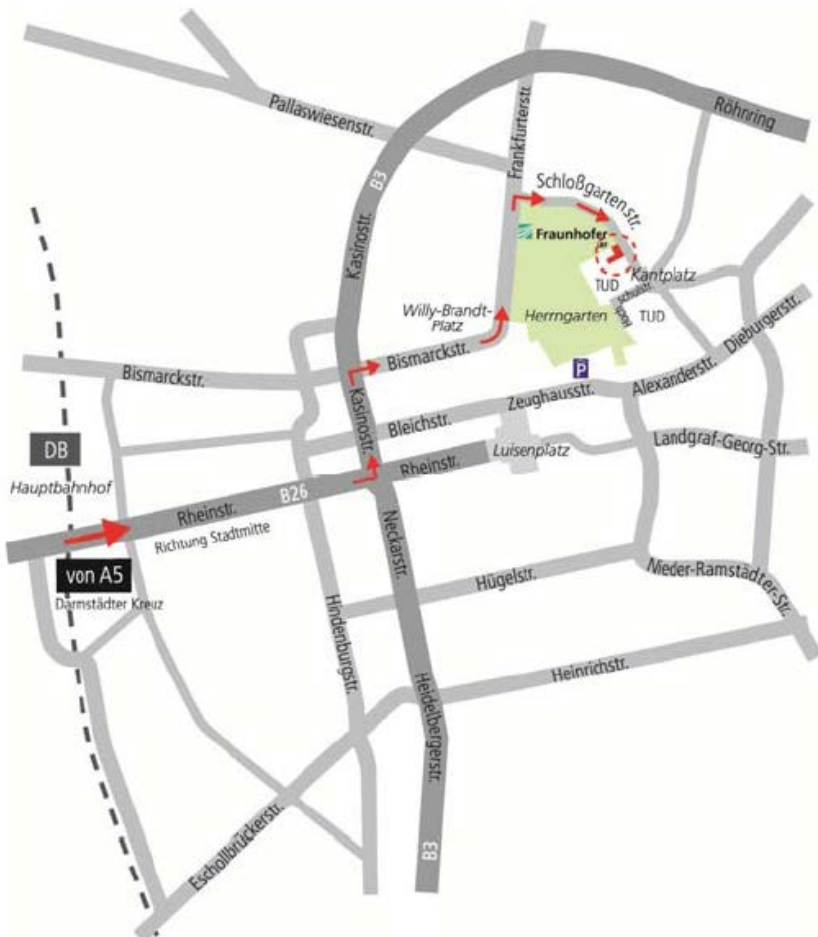 Pallaswiesenstr.
Röhnring
Frankfurterstr.
B3
Kasinostr.
Schloßgartenstr.
Fraunhofer
Kantplatz
TUD
Hochschulstr.
TUD
Herrngarten
Willy-Brandt-
Platz
Bismarckstr.
Bismarckstr.
P
Zeughausstr.
Alexanderstr.
Dieburgerstr.
Kasinostr.
Bleichstr.
Luisenplatz
Landgraf-Georg-Str.
DB
Hauptbahnhof
Rheinstr.
B26
Rheinstr.
Richtung Stadtmitte
von A5
Darmstädter Kreuz
Neckarstr.
Hügelstr.
Nieder-Ramstädter-Str.
Hindenburgstr.
Heinrichstr.
Heidelbergerstr.
Eschollbrückerstr.
B3